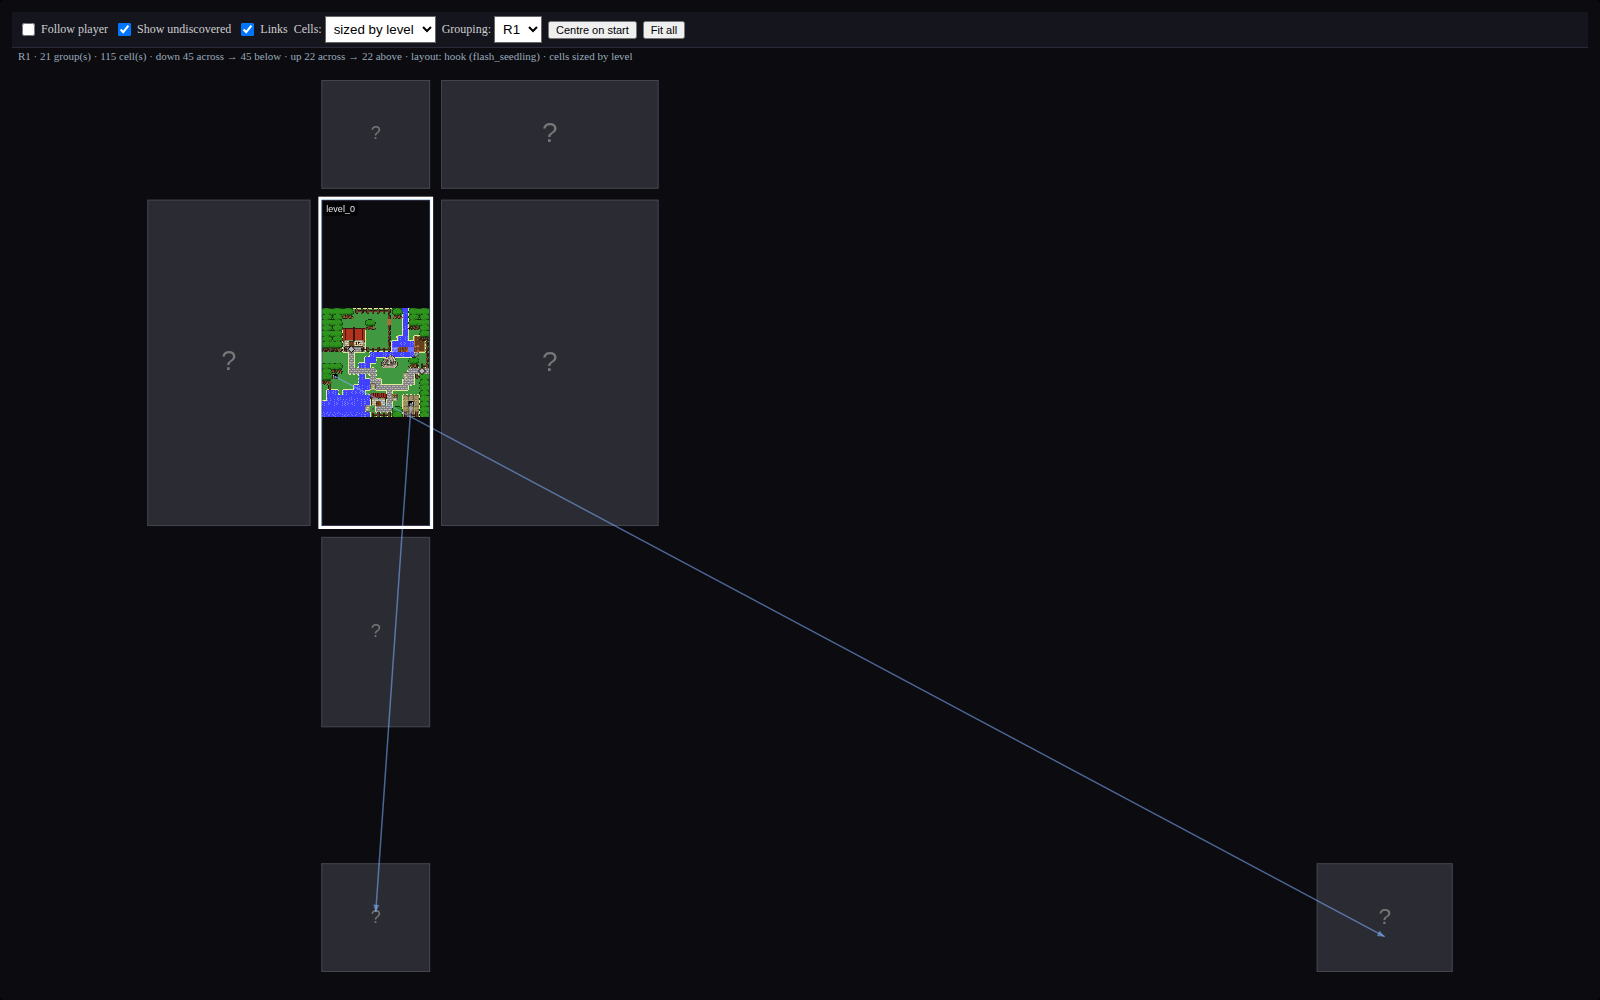 Follow player Show undiscovered Links Cells: sized by level Grouping: R1 Centre on start Fit all
R1 · 21 group(s) · 115 cell(s) · down 45 across → 45 below · up 22 across → 22 above · layout: hook (flash_seedling) · cells sized by level
? ?
level_0
? ?
?
? ?